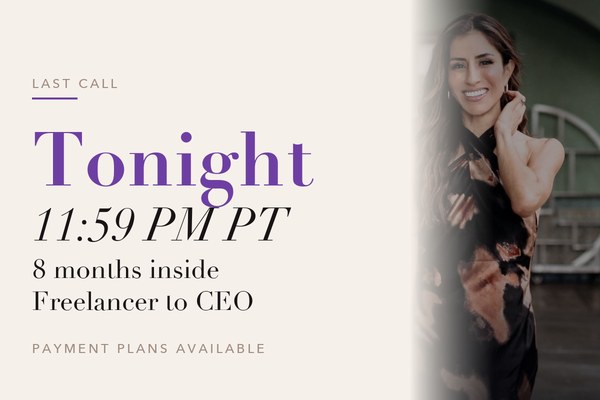 LAST CALL
Tonight
11:59 PM PT
8 months inside
Freelancer to CEO
PAYMENT PLANS AVAILABLE